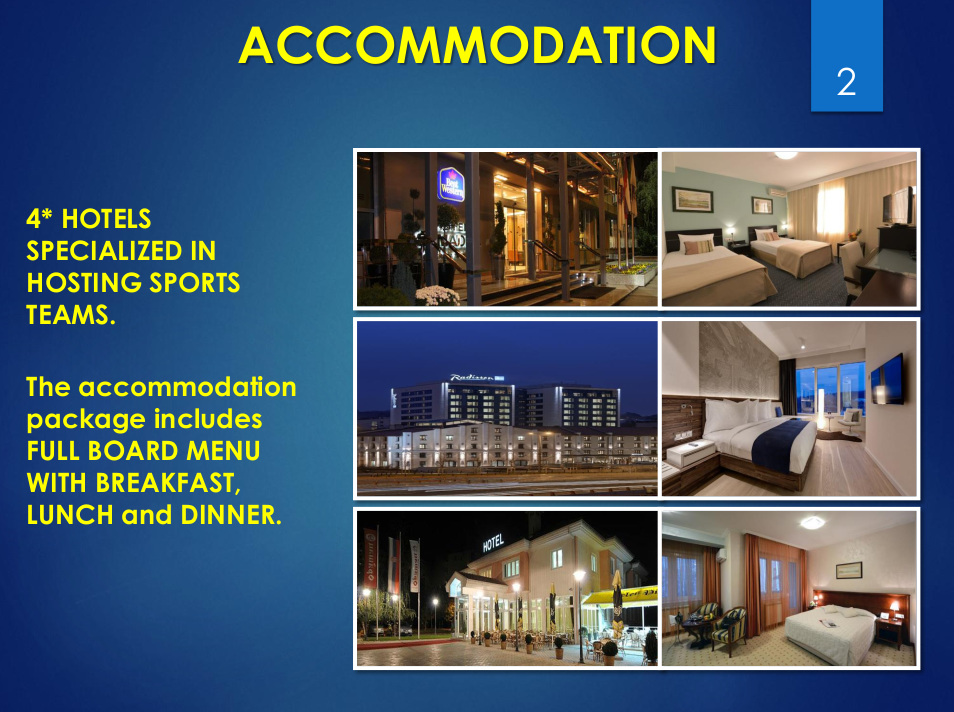 ACCOMMODATION
2
4* HOTELS
SPECIALIZED IN
HOSTING SPORTS
TEAMS.
The accommodation
package includes
FULL BOARD MENU
WITH BREAKFAST,
LUNCH and DINNER.
Best
Western
Radisson
HOTEL